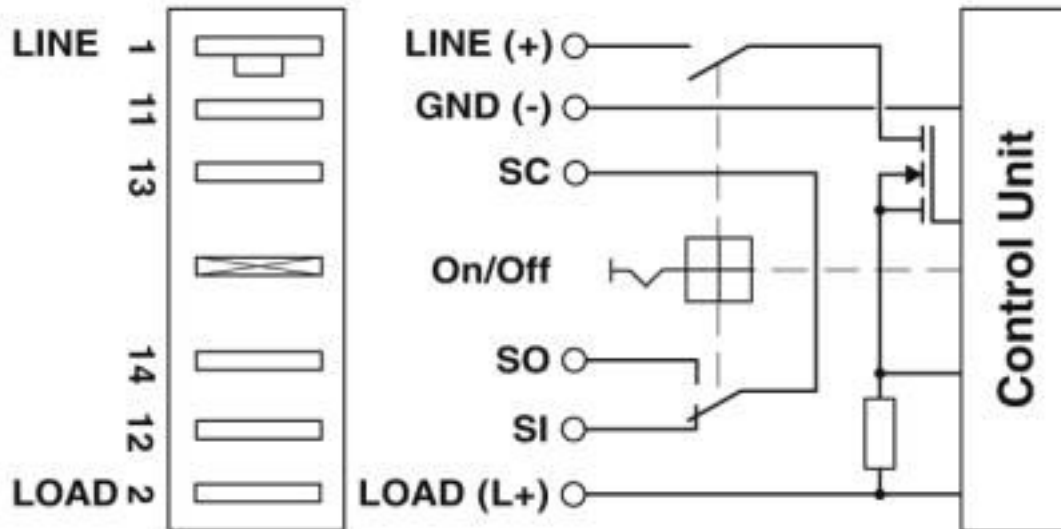 LINE 1
11
13
14
12
LOAD 2
LINE (+)
GND (-)
SC
On/Off
SO
SI
LOAD (L+)
Control Unit